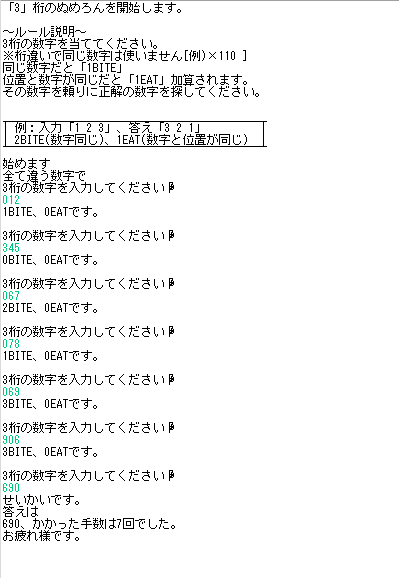 「3」桁のぬめろんを開始します。
～ルール説明～
3桁の数字を当ててください。
※桁違いで同じ数字は使いません[例)×110 ]
同じ数字だと「1BITE」
位置と数字が同じだと「1EAT」加算されます。
その数字を頼りに正解の数字を探してください。
例：入力「1 2 3」、答え「3 2 1」
2BITE(数字同じ)、1EAT(数字と位置が同じ)
始めます
全て違う数字で
3桁の数字を入力してください
012
1BITE、0EATです。
3桁の数字を入力してください
345
0BITE、0EATです。
3桁の数字を入力してください
067
2BITE、0EATです。
3桁の数字を入力してください
078
1BITE、0EATです。
3桁の数字を入力してください
069
3BITE、0EATです。
3桁の数字を入力してください
906
3BITE、0EATです。
3桁の数字を入力してください
690
せいかいです。
答えは
690、かかった手数は7回でした。
お疲れ様です。